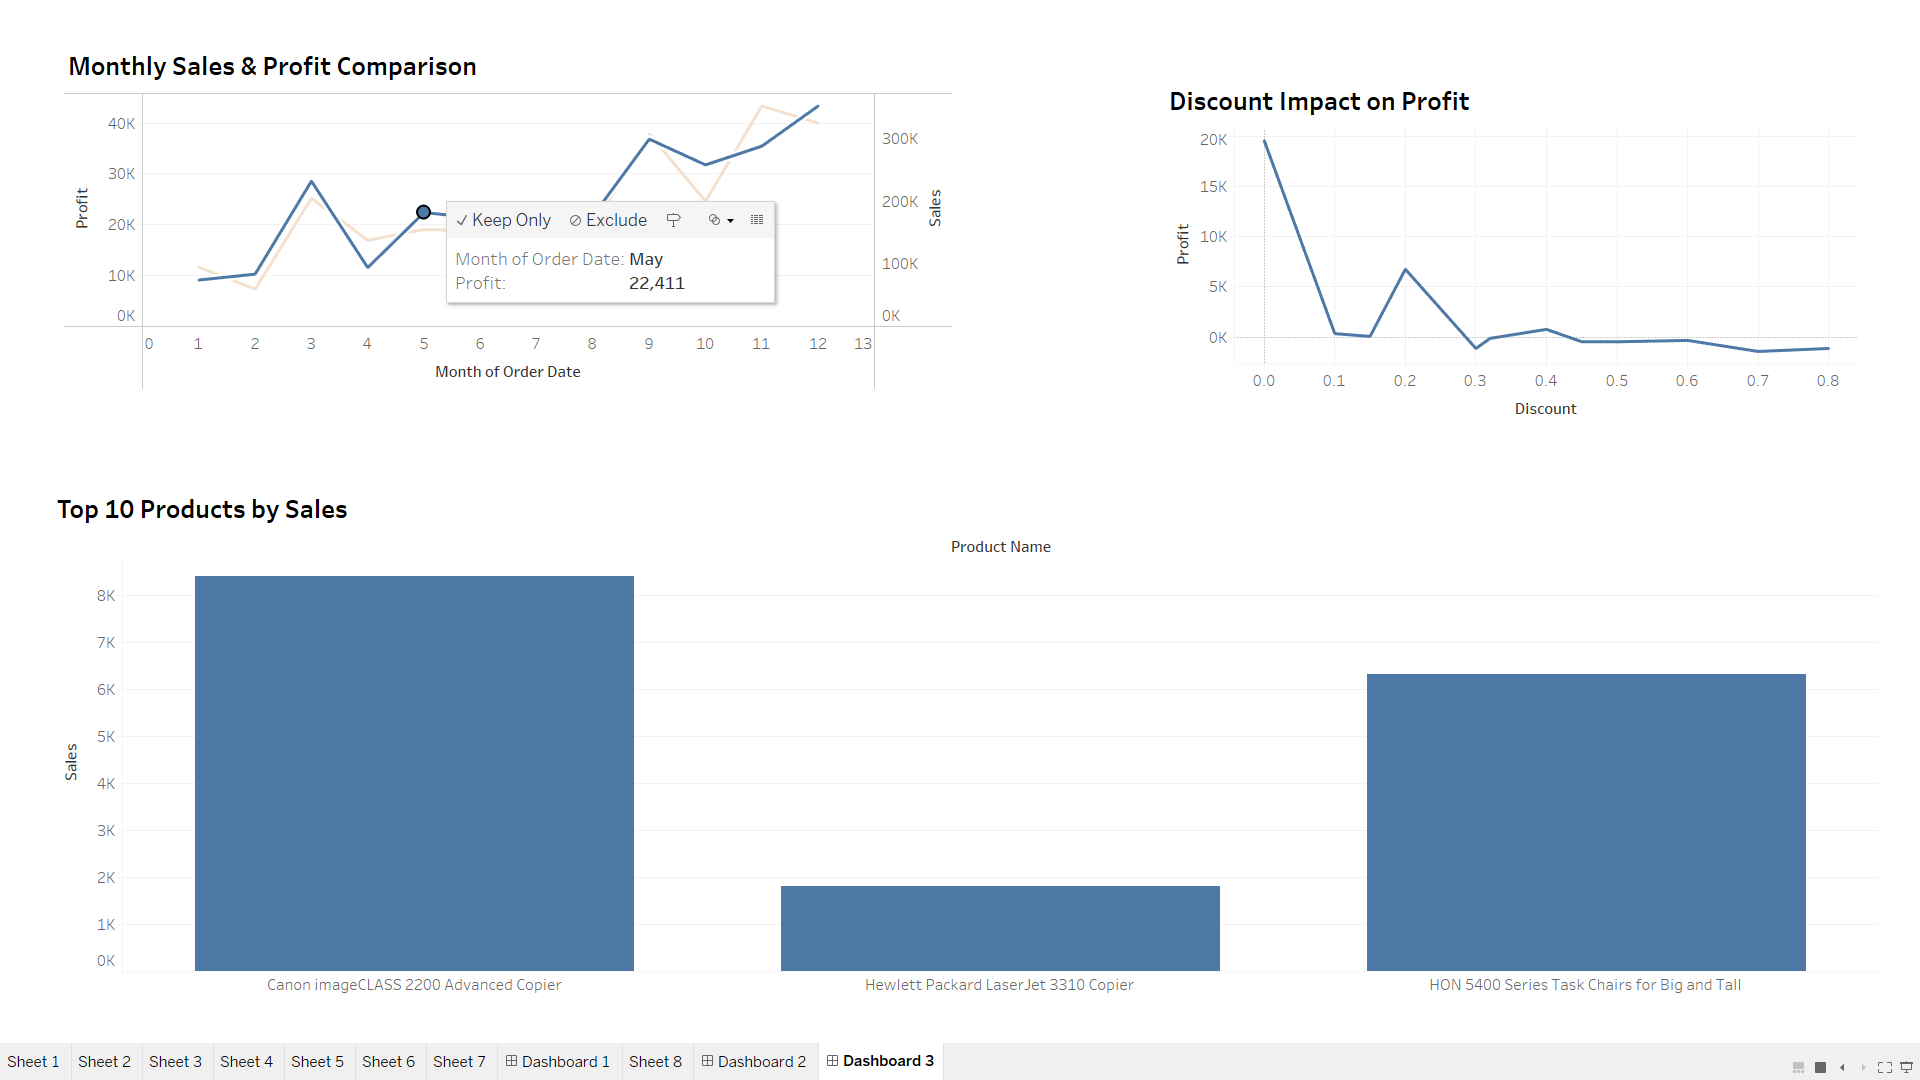 Monthly Sales & Profit Comparison
Profit
40K
30K
20K
10K
0K
300K
200K
100K
0K
Sales
Keep Only Exclude
Month of Order Date: May
Profit: 22,411
0 1 2 3 4 5 6 7 8 9 10 11 12 13
Month of Order Date
Discount Impact on Profit
Profit
20K
15K
10K
5K
0K
0.0 0.1 0.2 0.3 0.4 0.5 0.6 0.7 0.8
Discount
Top 10 Products by Sales
Product Name
Sales
8K
7K
6K
5K
4K
3K
2K
1K
0K
Canon imageCLASS 2200 Advanced Copier Hewlett Packard LaserJet 3310 Copier HON 5400 Series Task Chairs for Big and Tall
Sheet 1 Sheet 2 Sheet 3 Sheet 4 Sheet 5 Sheet 6 Sheet 7 Dashboard 1 Sheet 8 Dashboard 2 Dashboard 3